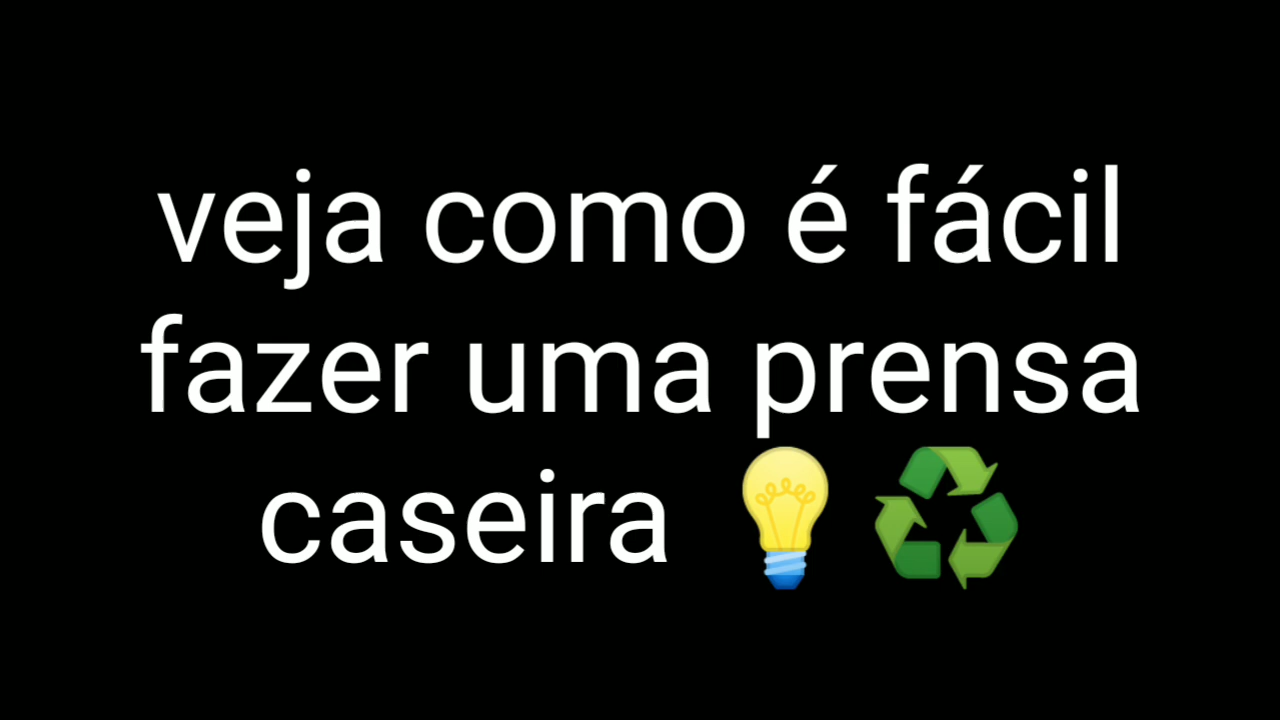 veja como é fácil
fazer uma prensa
caseira 💡♻️